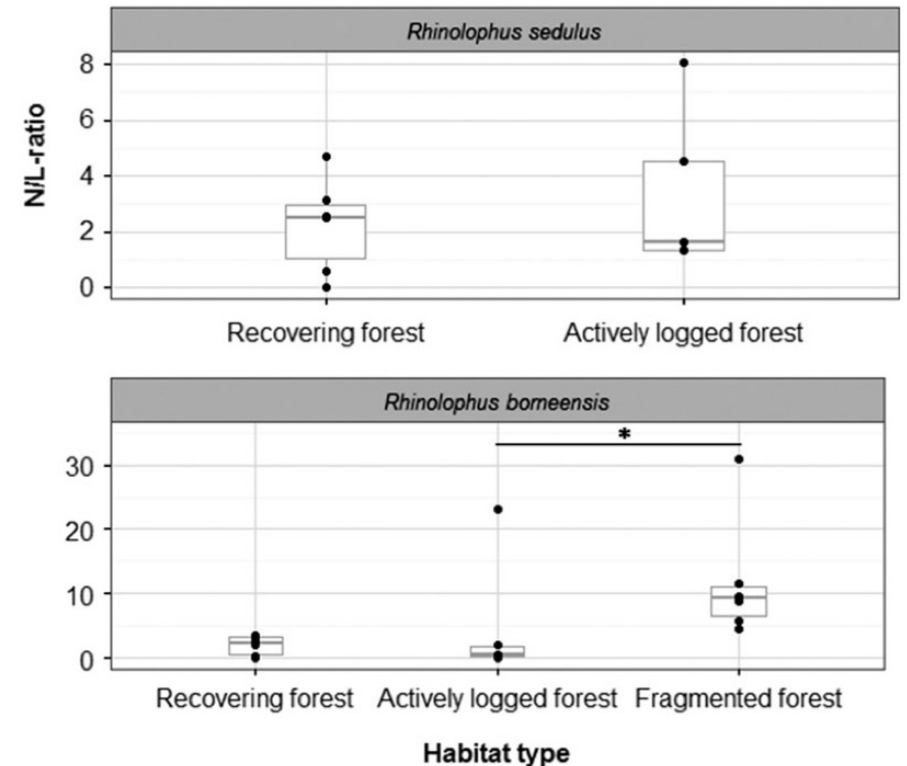 Rhinolophus sedulus
N/L-ratio
8
6
4
2
0
Recovering forest Actively logged forest
Rhinolophus borneensis
*
30
20
10
0
Recovering forest Actively logged forest Fragmented forest
Habitat type